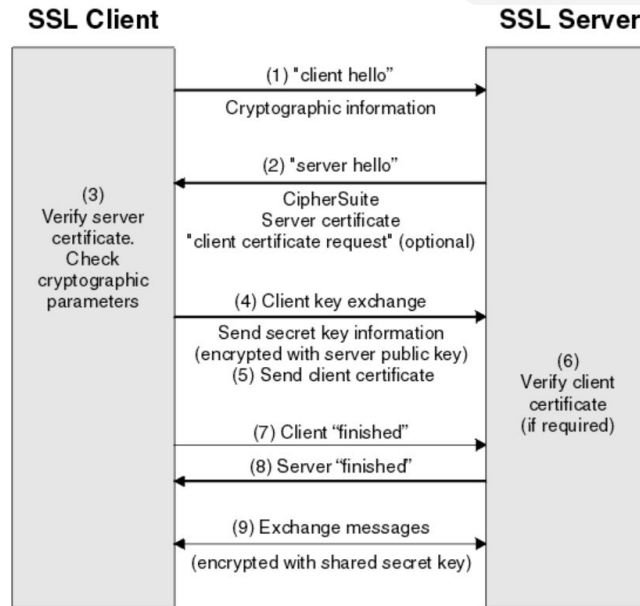 SSL Client
SSL Server
(1) "client hello”
Cryptographic information
(2) "server hello”
CipherSuite
Server certificate
"client certificate request" (optional)
(3)
Verify server
certificate.
Check
cryptographic
parameters
(4) Client key exchange
Send secret key information
(encrypted with server public key)
(5) Send client certificate
(6)
Verify client
certificate
(if required)
(7) Client “finished”
(8) Server “finished”
(9) Exchange messages
(encrypted with shared secret key)